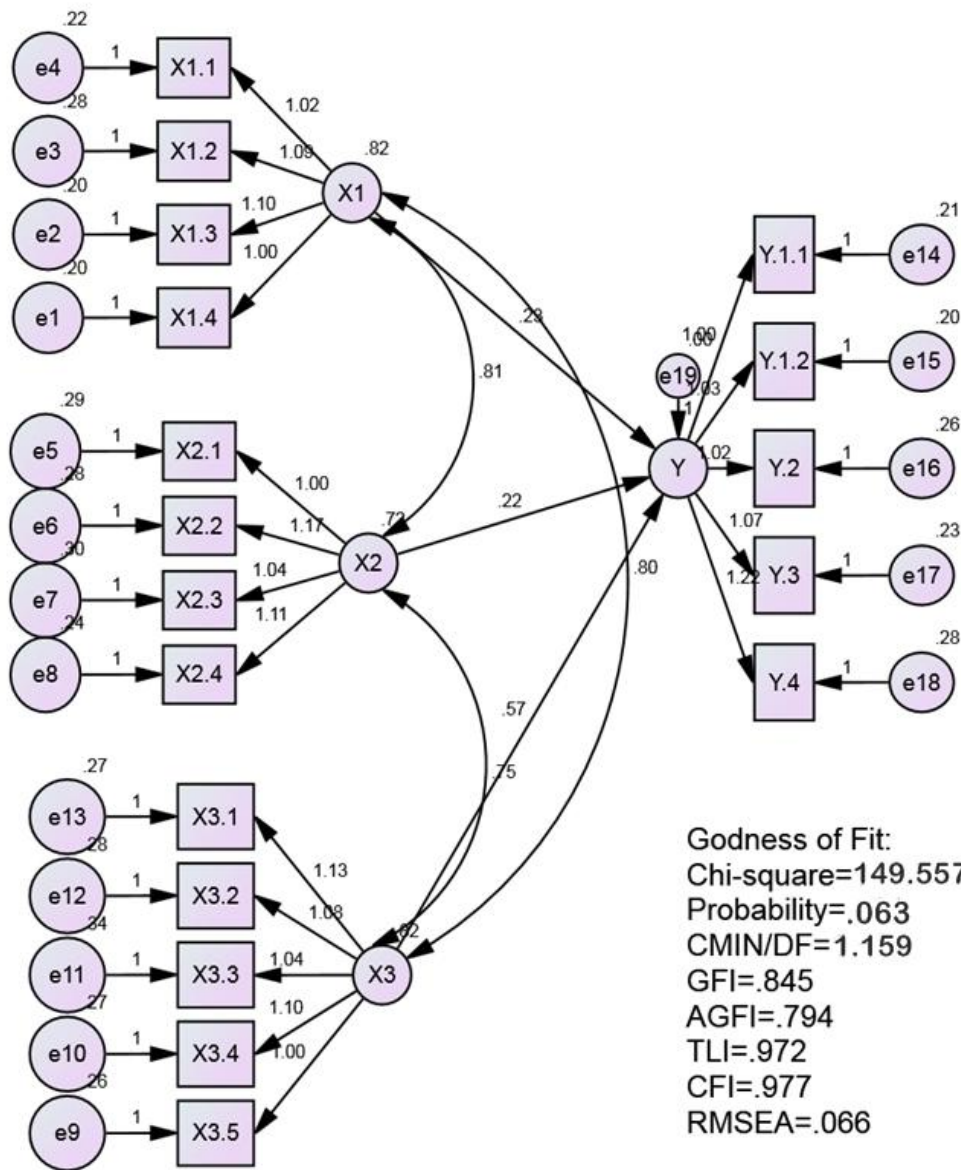 .22
e4 1 X1.1
.28
e3 1 X1.2
.20
e2 1 X1.3
.20
e1 1 X1.4
1.02
1.09
1.10
1.00
.82
X1
.29
e5 1 X2.1
.28
e6 1 X2.2
.30
e7 1 X2.3
.24
e8 1 X2.4
1.00
1.17
1.04
1.11
X2
.27
e13 1 X3.1
.28
e12 1 X3.2
.34
e11 1 X3.3
.27
e10 1 X3.4
.26
e9 1 X3.5
1.13
1.08
1.04
1.10
1.00
X3
.81
.23
.22
.80
.57
.75
.00
e19
1
Y
1.00
1.03
1.02
1.07
1.22
.21
Y.1.1 1 e14
.20
Y.1.2 1 e15
.26
Y.2 1 e16
.23
Y.3 1 e17
.28
Y.4 1 e18
Godness of Fit:
Chi-square=149.557
Probability=.063
CMIN/DF=1.159
GFI=.845
AGFI=.794
TLI=.972
CFI=.977
RMSEA=.066